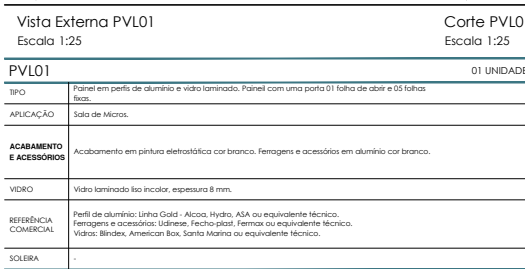 Vista Externa PVL01
Corte PVL0
Escala 1:25
Escala 1:25
PVL01
01 UNIDADE
TIPO
Painel em perfis de alumínio e vidro laminado. Paineil com uma porta 01 folha de abrir e 05 folhas
fixas.
APLICAÇÃO
Sala de Micros.
ACABAMENTO
E ACESSÓRIOS
Acabamento em pintura eletrostática cor branco. Ferragens e acessórios em alumínio cor branco.
VIDRO
Vidro laminado liso incolor, espessura 8 mm.
REFERÊNCIA
COMERCIAL
Perfil de alumínio: Linha Gold - Alcoa, Hydro, ASA ou equivalente técnico.
Ferragens e acessórios: Udinese, Fecho-plast, Fermax ou equivalente técnico.
Vidros: Blindex, American Box, Santa Marina ou equivalente técnico.
SOLEIRA
-